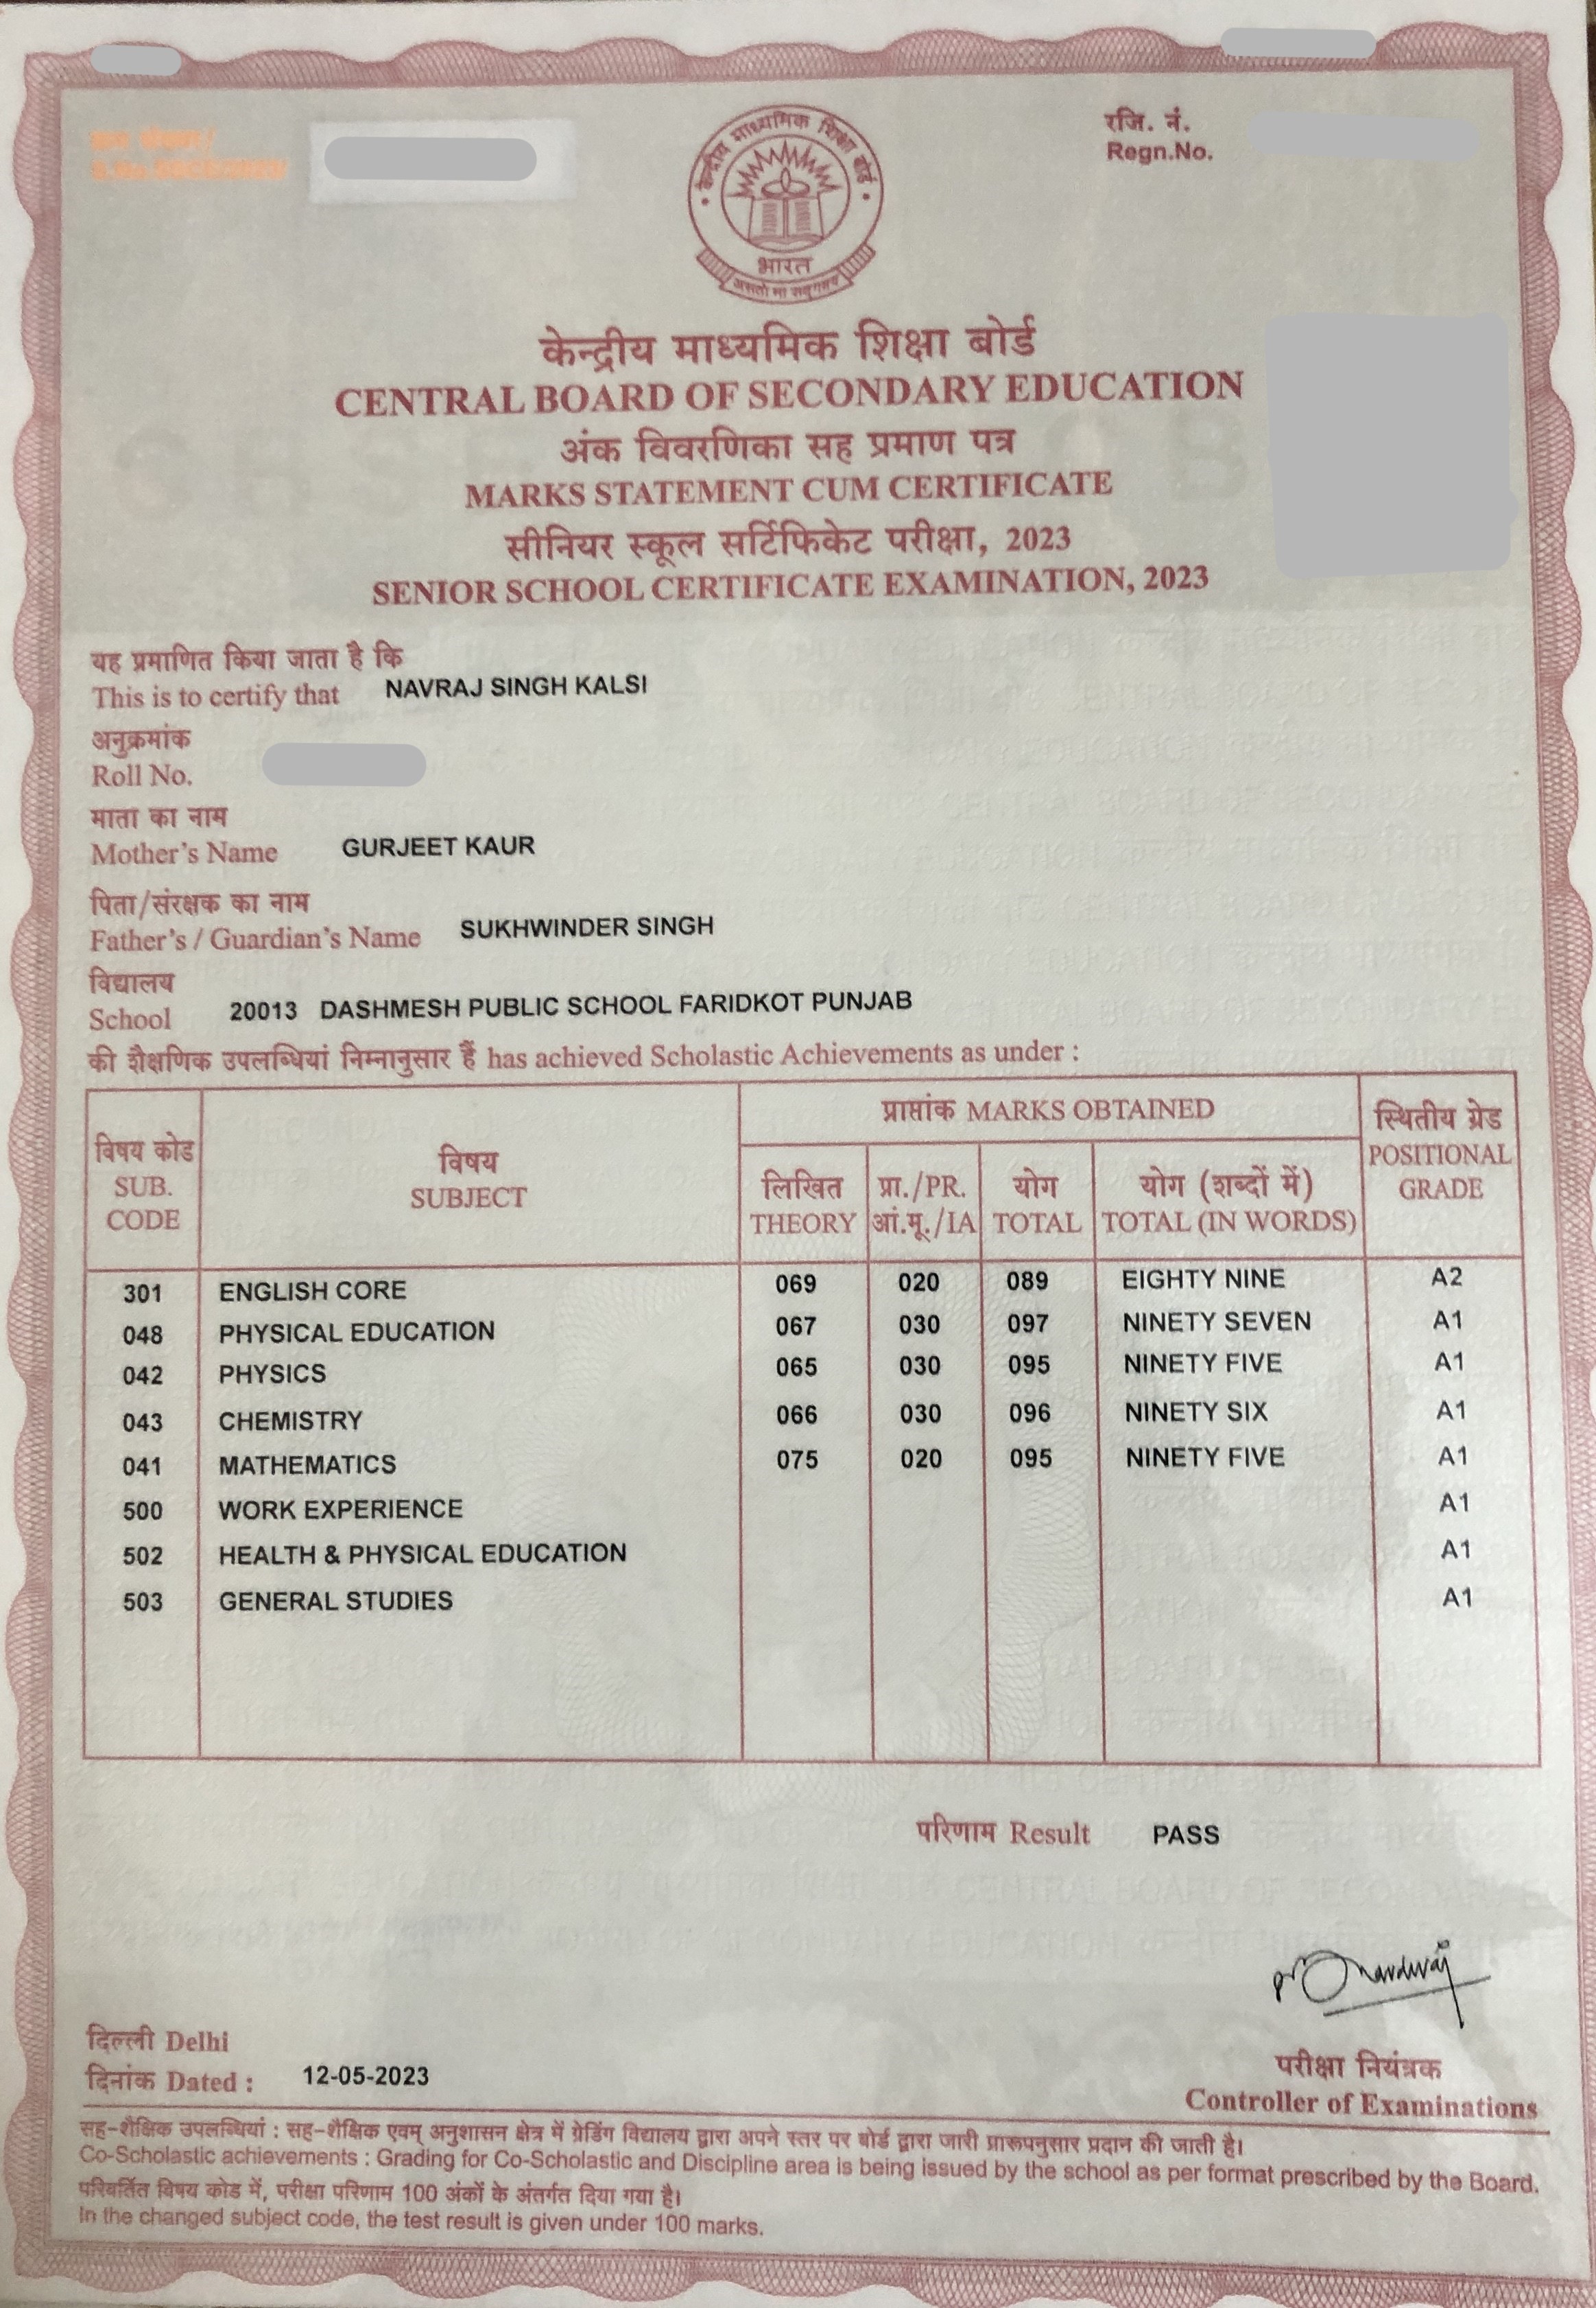 केन्द्रीय माध्यमिक शिक्षा बोर्ड
भारत
असतो मा सद्गमय
रजि. नं.
Regn.No.
केन्द्रीय माध्यमिक शिक्षा बोर्ड
CENTRAL BOARD OF SECONDARY EDUCATION
अंक विवरणिका सह प्रमाण पत्र
MARKS STATEMENT CUM CERTIFICATE
सीनियर स्कूल सर्टिफिकेट परीक्षा, 2023
SENIOR SCHOOL CERTIFICATE EXAMINATION, 2023
यह प्रमाणित किया जाता है कि
This is to certify that NAVRAJ SINGH KALSI
अनुक्रमांक
Roll No.
माता का नाम
Mother's Name GURJEET KAUR
पिता/संरक्षक का नाम
Father's / Guardian's Name SUKHWINDER SINGH
विद्यालय
School 20013 DASHMESH PUBLIC SCHOOL FARIDKOT PUNJAB
की शैक्षणिक उपलब्धियां निम्नानुसार हैं has achieved Scholastic Achievements as under :
विषय कोड
SUB.
CODE
विषय
SUBJECT
प्राप्तांक MARKS OBTAINED
लिखित
THEORY
प्रा./PR.
आं.मू./IA
योग
TOTAL
योग (शब्दों में)
TOTAL (IN WORDS)
स्थितीय ग्रेड
POSITIONAL
GRADE
301 ENGLISH CORE 069 020 089 EIGHTY NINE A2
048 PHYSICAL EDUCATION 067 030 097 NINETY SEVEN A1
042 PHYSICS 065 030 095 NINETY FIVE A1
043 CHEMISTRY 066 030 096 NINETY SIX A1
041 MATHEMATICS 075 020 095 NINETY FIVE A1
500 WORK EXPERIENCE A1
502 HEALTH & PHYSICAL EDUCATION A1
503 GENERAL STUDIES A1
परिणाम Result PASS
दिल्ली Delhi
दिनांक Dated : 12-05-2023
परीक्षा नियंत्रक
Controller of Examinations
सह-शैक्षिक उपलब्धियां : सह-शैक्षिक एवम् अनुशासन क्षेत्र में ग्रेडिंग विद्यालय द्वारा अपने स्तर पर बोर्ड द्वारा जारी प्रारूपनुसार प्रदान की जाती है।
Co-Scholastic achievements : Grading for Co-Scholastic and Discipline area is being issued by the school as per format prescribed by the Board.
परिवर्तित विषय कोड में, परीक्षा परिणाम 100 अंकों के अंतर्गत दिया गया है।
In the changed subject code, the test result is given under 100 marks.